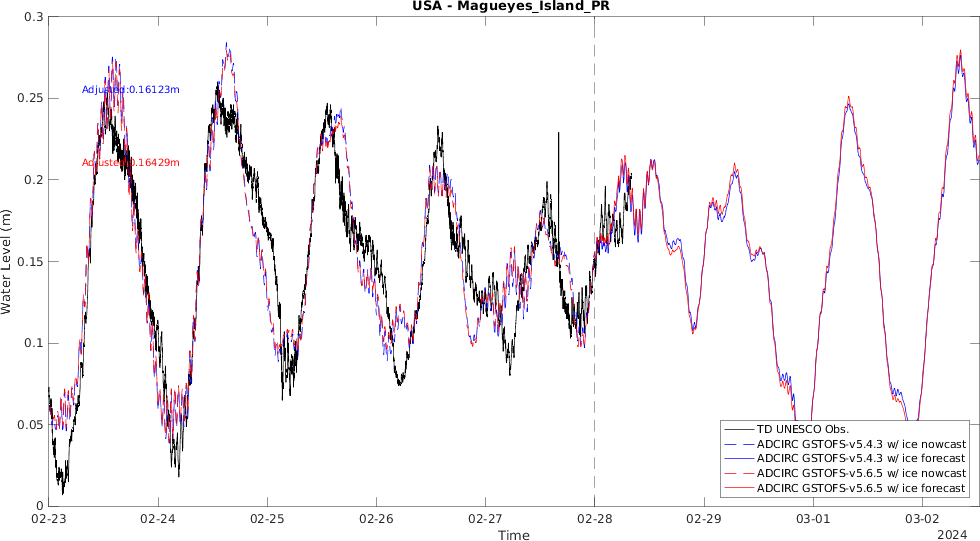 USA - Magueyes_Island_PR
0.3
0.25
0.2
0.15
0.1
0.05
0
Water Level (m)
Adjusted:0.16123m
Adjusted:0.16429m
TD UNESCO Obs.
ADCIRC GSTOFS-v5.4.3 w/ ice nowcast
ADCIRC GSTOFS-v5.4.3 w/ ice forecast
ADCIRC GSTOFS-v5.6.5 w/ ice nowcast
ADCIRC GSTOFS-v5.6.5 w/ ice forecast
02-23 02-24 02-25 02-26 02-27 02-28 02-29 03-01 03-02
Time
2024